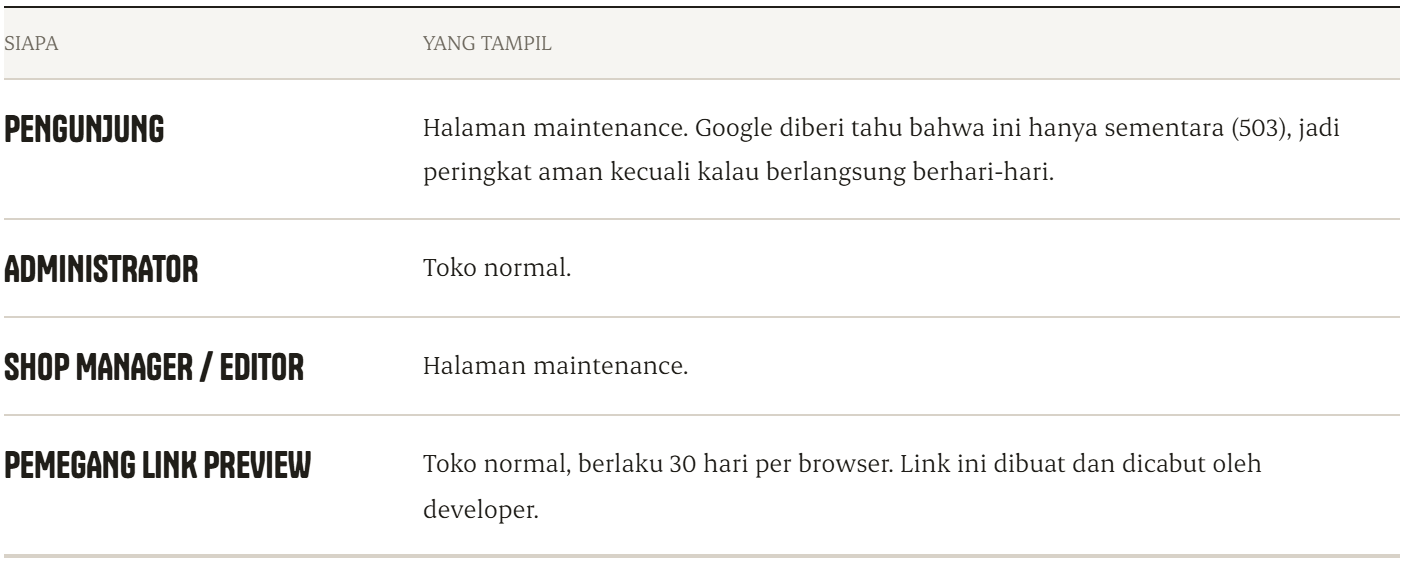 SIAPA YANG TAMPIL
PENGUNJUNG Halaman maintenance. Google diberi tahu bahwa ini hanya sementara (503), jadi
peringkat aman kecuali kalau berlangsung berhari-hari.
ADMINISTRATOR Toko normal.
SHOP MANAGER / EDITOR Halaman maintenance.
PEMEGANG LINK PREVIEW Toko normal, berlaku 30 hari per browser. Link ini dibuat dan dicabut oleh
developer.